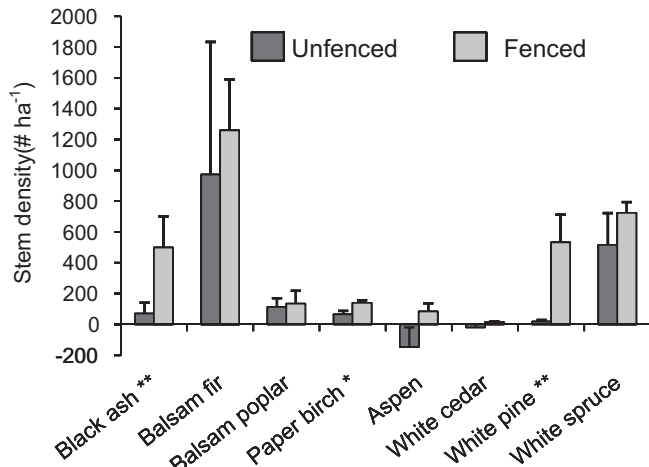 2000
1800
1600
1400
1200
1000
800
600
400
200
0
-200
Stem density(# ha⁻¹)
Unfenced
Fenced
Black ash **
Balsam fir
Balsam poplar
Paper birch *
Aspen
White cedar
White pine **
White spruce